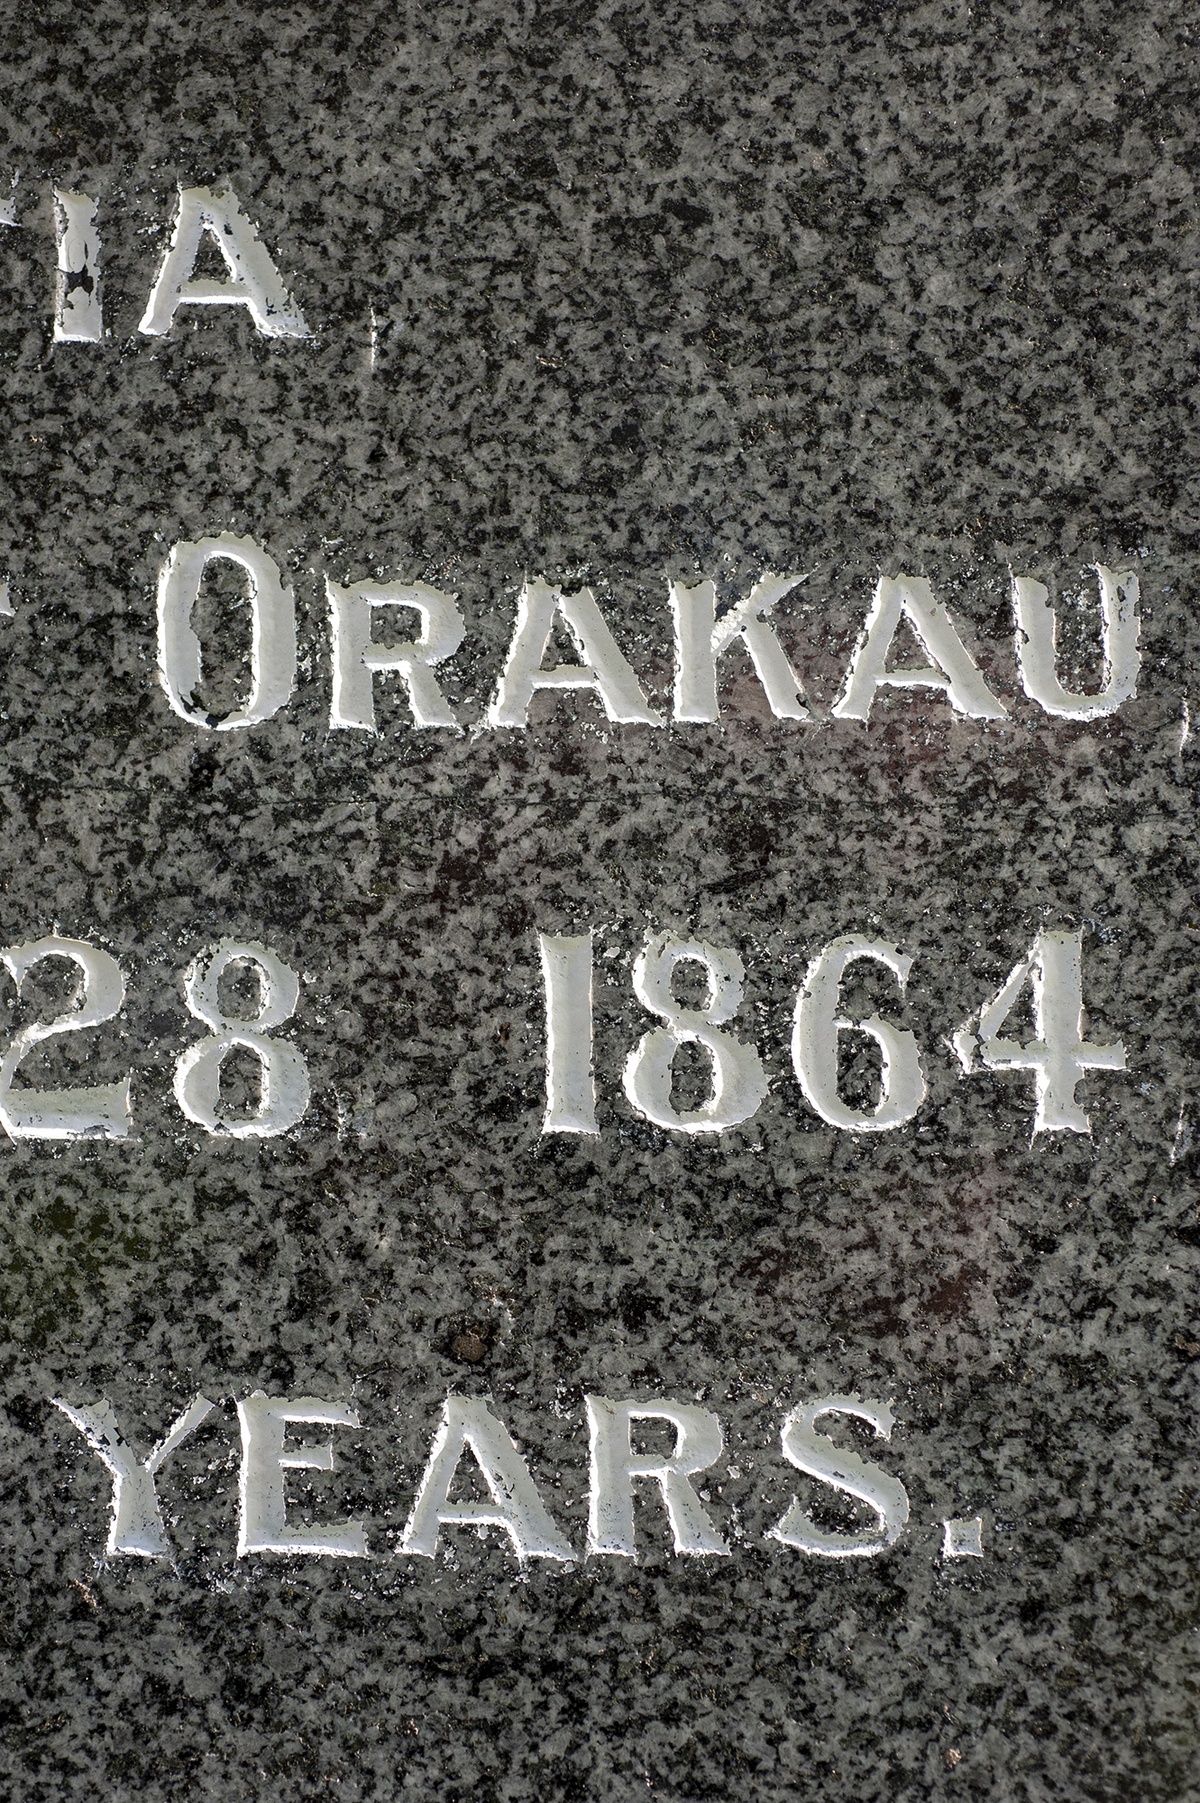 IA,
ORAKAU,
28 1864,
YEARS.